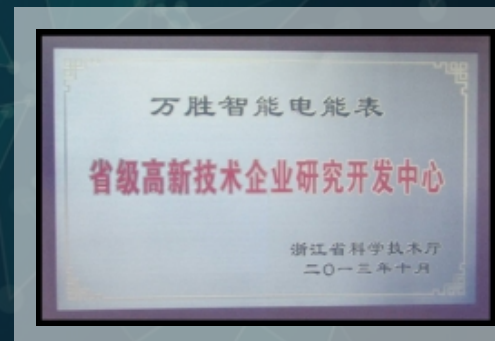 万胜智能电能表
省级高新技术企业研究开发中心
浙江省科学技术厅
二〇一三年十月